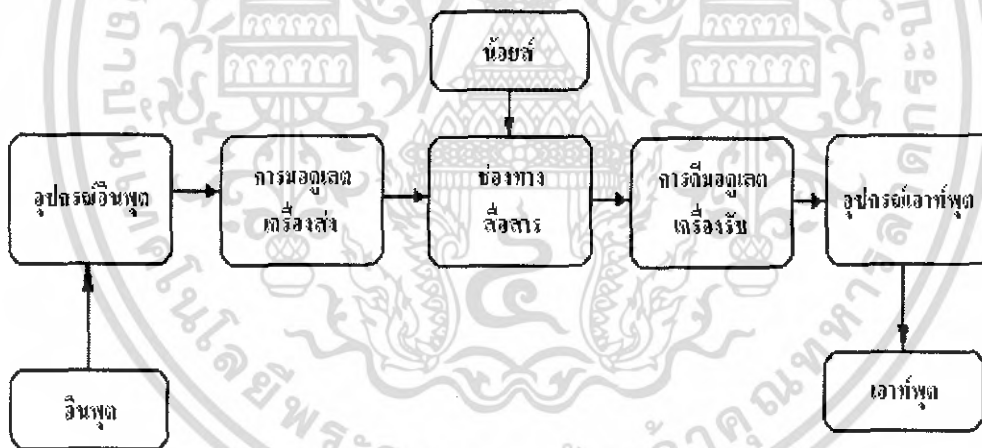 น้อยส์
อุปกรณ์อินพุต
การมอดูเลต
เครื่องส่ง
ช่องทาง
สื่อสาร
การดีมอดูเลต
เครื่องรับ
อุปกรณ์เอาท์พุต
อินพุต
เอาท์พุต